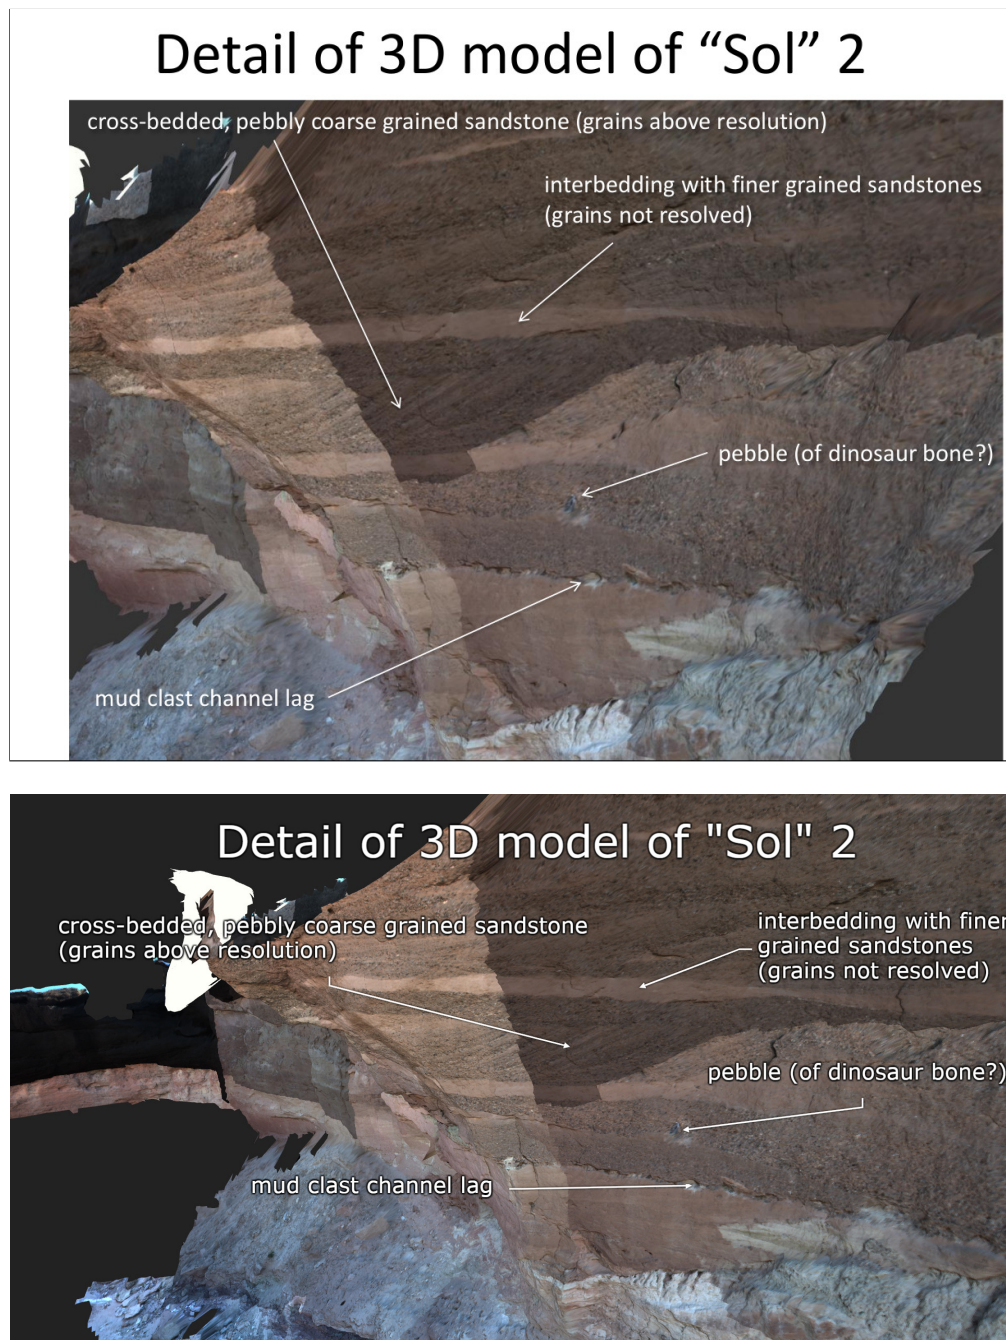 Detail of 3D model of “Sol” 2
cross-bedded, pebbly coarse grained sandstone (grains above resolution)
interbedding with finer grained sandstones
(grains not resolved)
pebble (of dinosaur bone?)
mud clast channel lag
Detail of 3D model of "Sol" 2
cross-bedded, pebbly coarse grained sandstone
(grains above resolution)
interbedding with finer
grained sandstones
(grains not resolved)
pebble (of dinosaur bone?)
mud clast channel lag